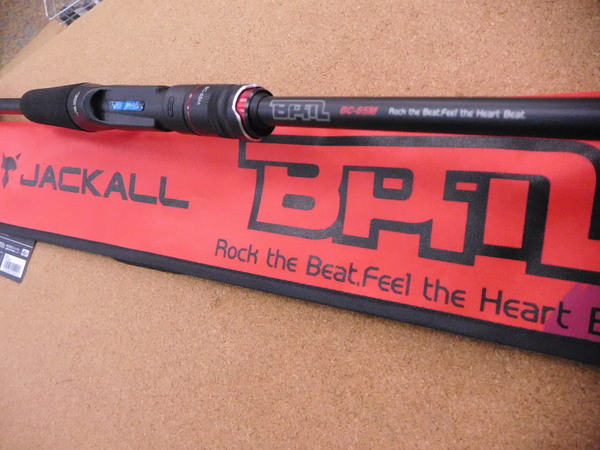 BPM BC-65M Rock the Beat.Feel the Heart Beat.
JACKALL BPM
Rock the Beat.Feel the Heart B